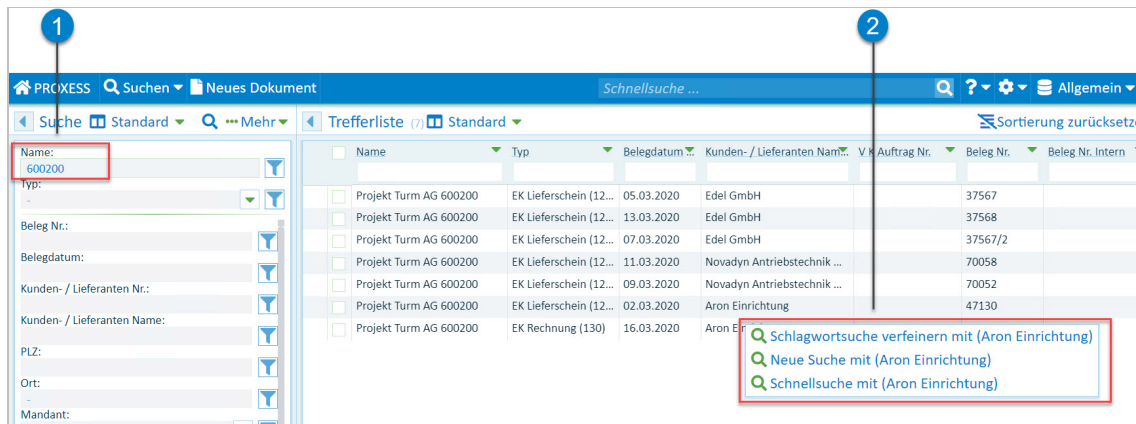 1
2
PROXESS Suchen Neues Dokument Schnellsuche ... ? Allgemein
Suche Standard ••• Mehr Trefferliste (7) Standard Sortierung zurücksetze
Name:
600200
Typ:
-
Beleg Nr.:
Belegdatum:
Kunden- / Lieferanten Nr.:
Kunden- / Lieferanten Name:
PLZ:
Ort:
-
Mandant:
Name Typ Belegdatum ... Kunden- / Lieferanten Nam... V K Auftrag Nr. Beleg Nr. Beleg Nr. Intern
Projekt Turm AG 600200 EK Lieferschein (12... 05.03.2020 Edel GmbH 37567
Projekt Turm AG 600200 EK Lieferschein (12... 13.03.2020 Edel GmbH 37568
Projekt Turm AG 600200 EK Lieferschein (12... 07.03.2020 Edel GmbH 37567/2
Projekt Turm AG 600200 EK Lieferschein (12... 11.03.2020 Novadyn Antriebstechnik ... 70058
Projekt Turm AG 600200 EK Lieferschein (12... 09.03.2020 Novadyn Antriebstechnik ... 70052
Projekt Turm AG 600200 EK Lieferschein (12... 02.03.2020 Aron Einrichtung 47130
Projekt Turm AG 600200 EK Rechnung (130) 16.03.2020 Aron
Schlagwortsuche verfeinern mit (Aron Einrichtung)
Neue Suche mit (Aron Einrichtung)
Schnellsuche mit (Aron Einrichtung)